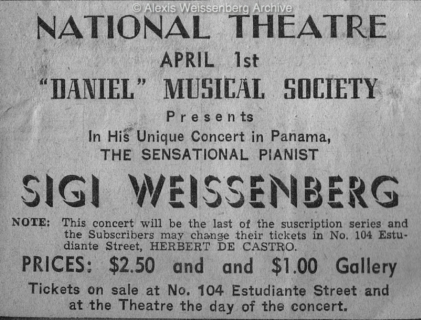 © Alexis Weissenberg Archive
NATIONAL THEATRE
APRIL 1st
"DANIEL" MUSICAL SOCIETY
Presents
In His Unique Concert in Panama,
THE SENSATIONAL PIANIST
SIGI WEISSENBERG
NOTE: This concert will be the last of the suscription series and
the Subscribers may change their tickets in No. 104 Estu-
diante Street, HERBERT DE CASTRO.
PRICES: $2.50 and and $1.00 Gallery
Tickets on sale at No. 104 Estudiante Street and
at the Theatre the day of the concert.